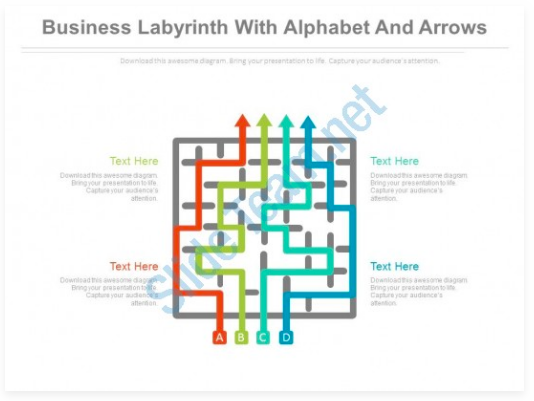 Business Labyrinth With Alphabet And Arrows
Download this awesome diagram. Bring your presentation to life. Capture your audience's attention.
Text Here
Download this awesome diagram.
Bring your presentation to life.
Capture your audience's
attention.
Text Here
Download this awesome diagram.
Bring your presentation to life.
Capture your audience's
attention.
Text Here
Download this awesome diagram.
Bring your presentation to life.
Capture your audience's
attention.
Text Here
Download this awesome diagram.
Bring your presentation to life.
Capture your audience's
attention.
A B C D
SlideTeam.net